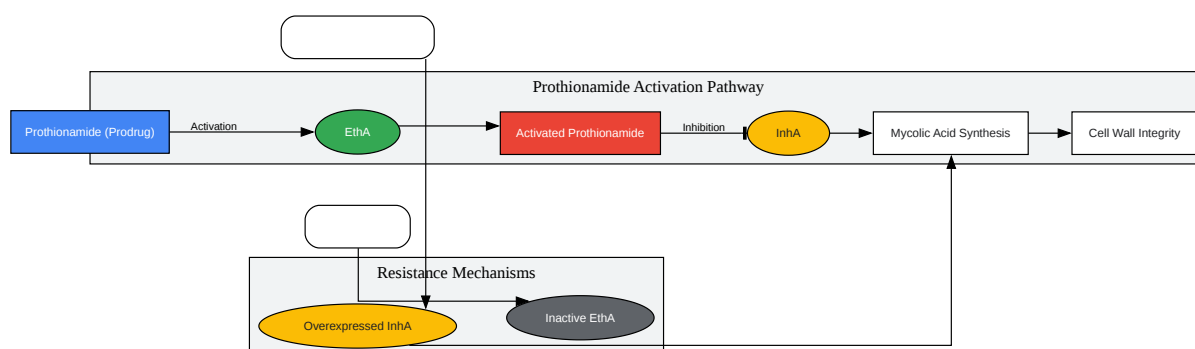 Prothionamide Activation Pathway
Prothionamide (Prodrug)
Activation
EthA
Activated Prothionamide
Inhibition
InhA
Mycolic Acid Synthesis
Cell Wall Integrity
Resistance Mechanisms
Overexpressed InhA
Inactive EthA